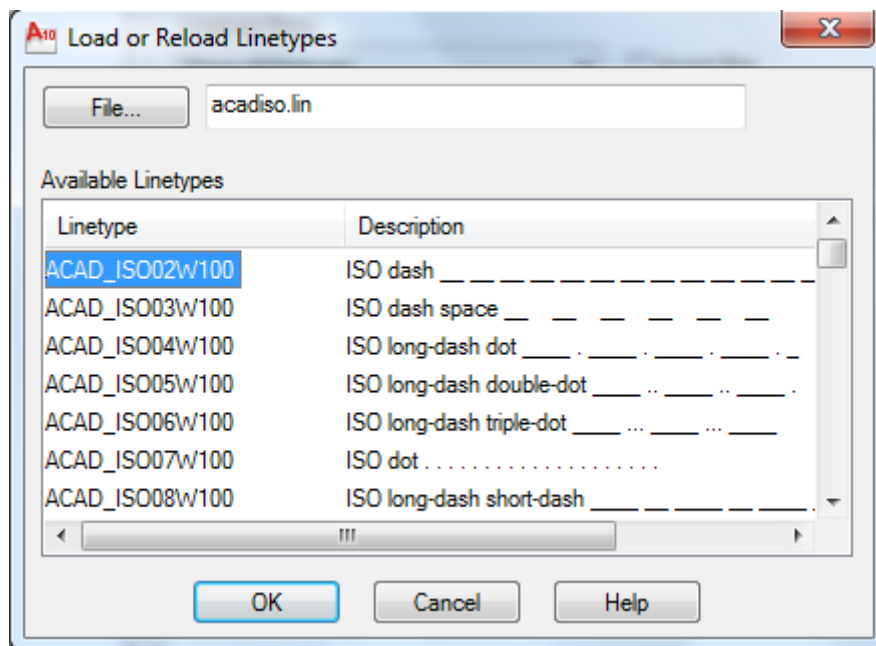 A10 Load or Reload Linetypes
File... acadiso.lin
Available Linetypes
Linetype Description
ACAD_ISO02W100 ISO dash __ __ __ __ __ __ __ __ __ __ __ __ _
ACAD_ISO03W100 ISO dash space __ __ __ __ __ __
ACAD_ISO04W100 ISO long-dash dot ____ . ____ . ____ . ____ . _
ACAD_ISO05W100 ISO long-dash double-dot ____ .. ____ .. ____ .
ACAD_ISO06W100 ISO long-dash triple-dot ____ ... ____ ... ____
ACAD_ISO07W100 ISO dot . . . . . . . . . . . . . . . . . . . .
ACAD_ISO08W100 ISO long-dash short-dash ____ __ ____ __ ____.
OK Cancel Help